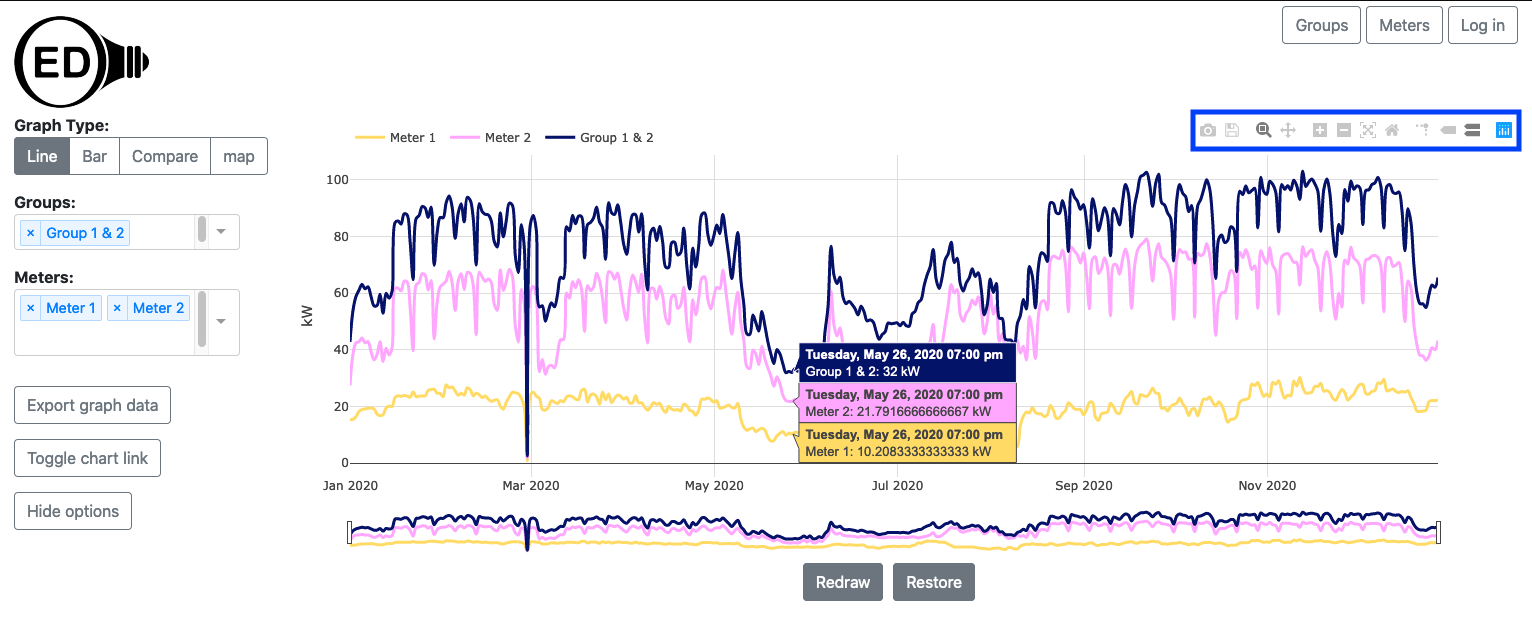 Groups Meters Log in
ED
Graph Type:
Line Bar Compare map
Groups:
× Group 1 & 2
Meters:
× Meter 1 × Meter 2
Export graph data
Toggle chart link
Hide options
Meter 1 Meter 2 Group 1 & 2
kW
100
80
60
40
20
0
Tuesday, May 26, 2020 07:00 pm
Group 1 & 2: 32 kW
Tuesday, May 26, 2020 07:00 pm
Meter 2: 21.7916666666667 kW
Tuesday, May 26, 2020 07:00 pm
Meter 1: 10.2083333333333 kW
Jan 2020 Mar 2020 May 2020 Jul 2020 Sep 2020 Nov 2020
Redraw Restore